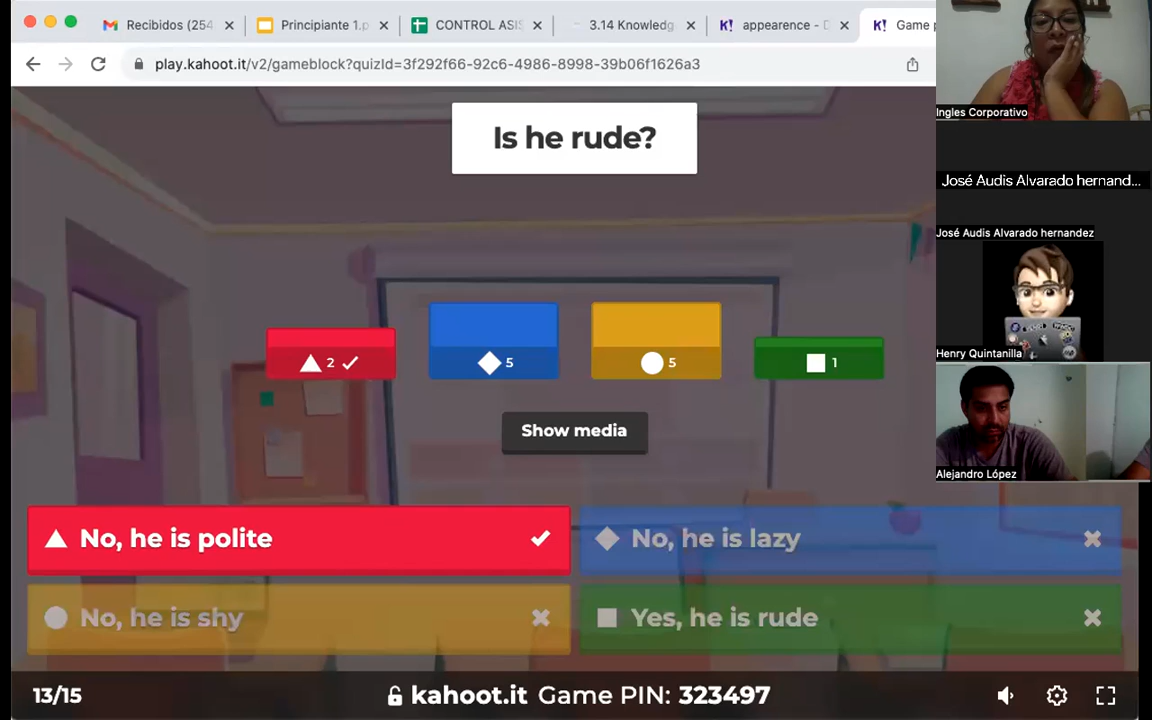 Recibidos (254
Principiante 1.p
CONTROL ASIS
3.14 Knowledg
appearence - D
K!
Game p
play.kahoot.it/v2/gameblock?quizId=3f292f66-92c6-4986-8998-39b06f1626a3
Is he rude?
2
5
5
1
Show media
No, he is polite
No, he is lazy
No, he is shy
Yes, he is rude
13/15
kahoot.it Game PIN: 323497
Ingles Corporativo
José Audis Alvarado hernand...
José Audis Alvarado hernandez
Henry Quintanilla
Alejandro López